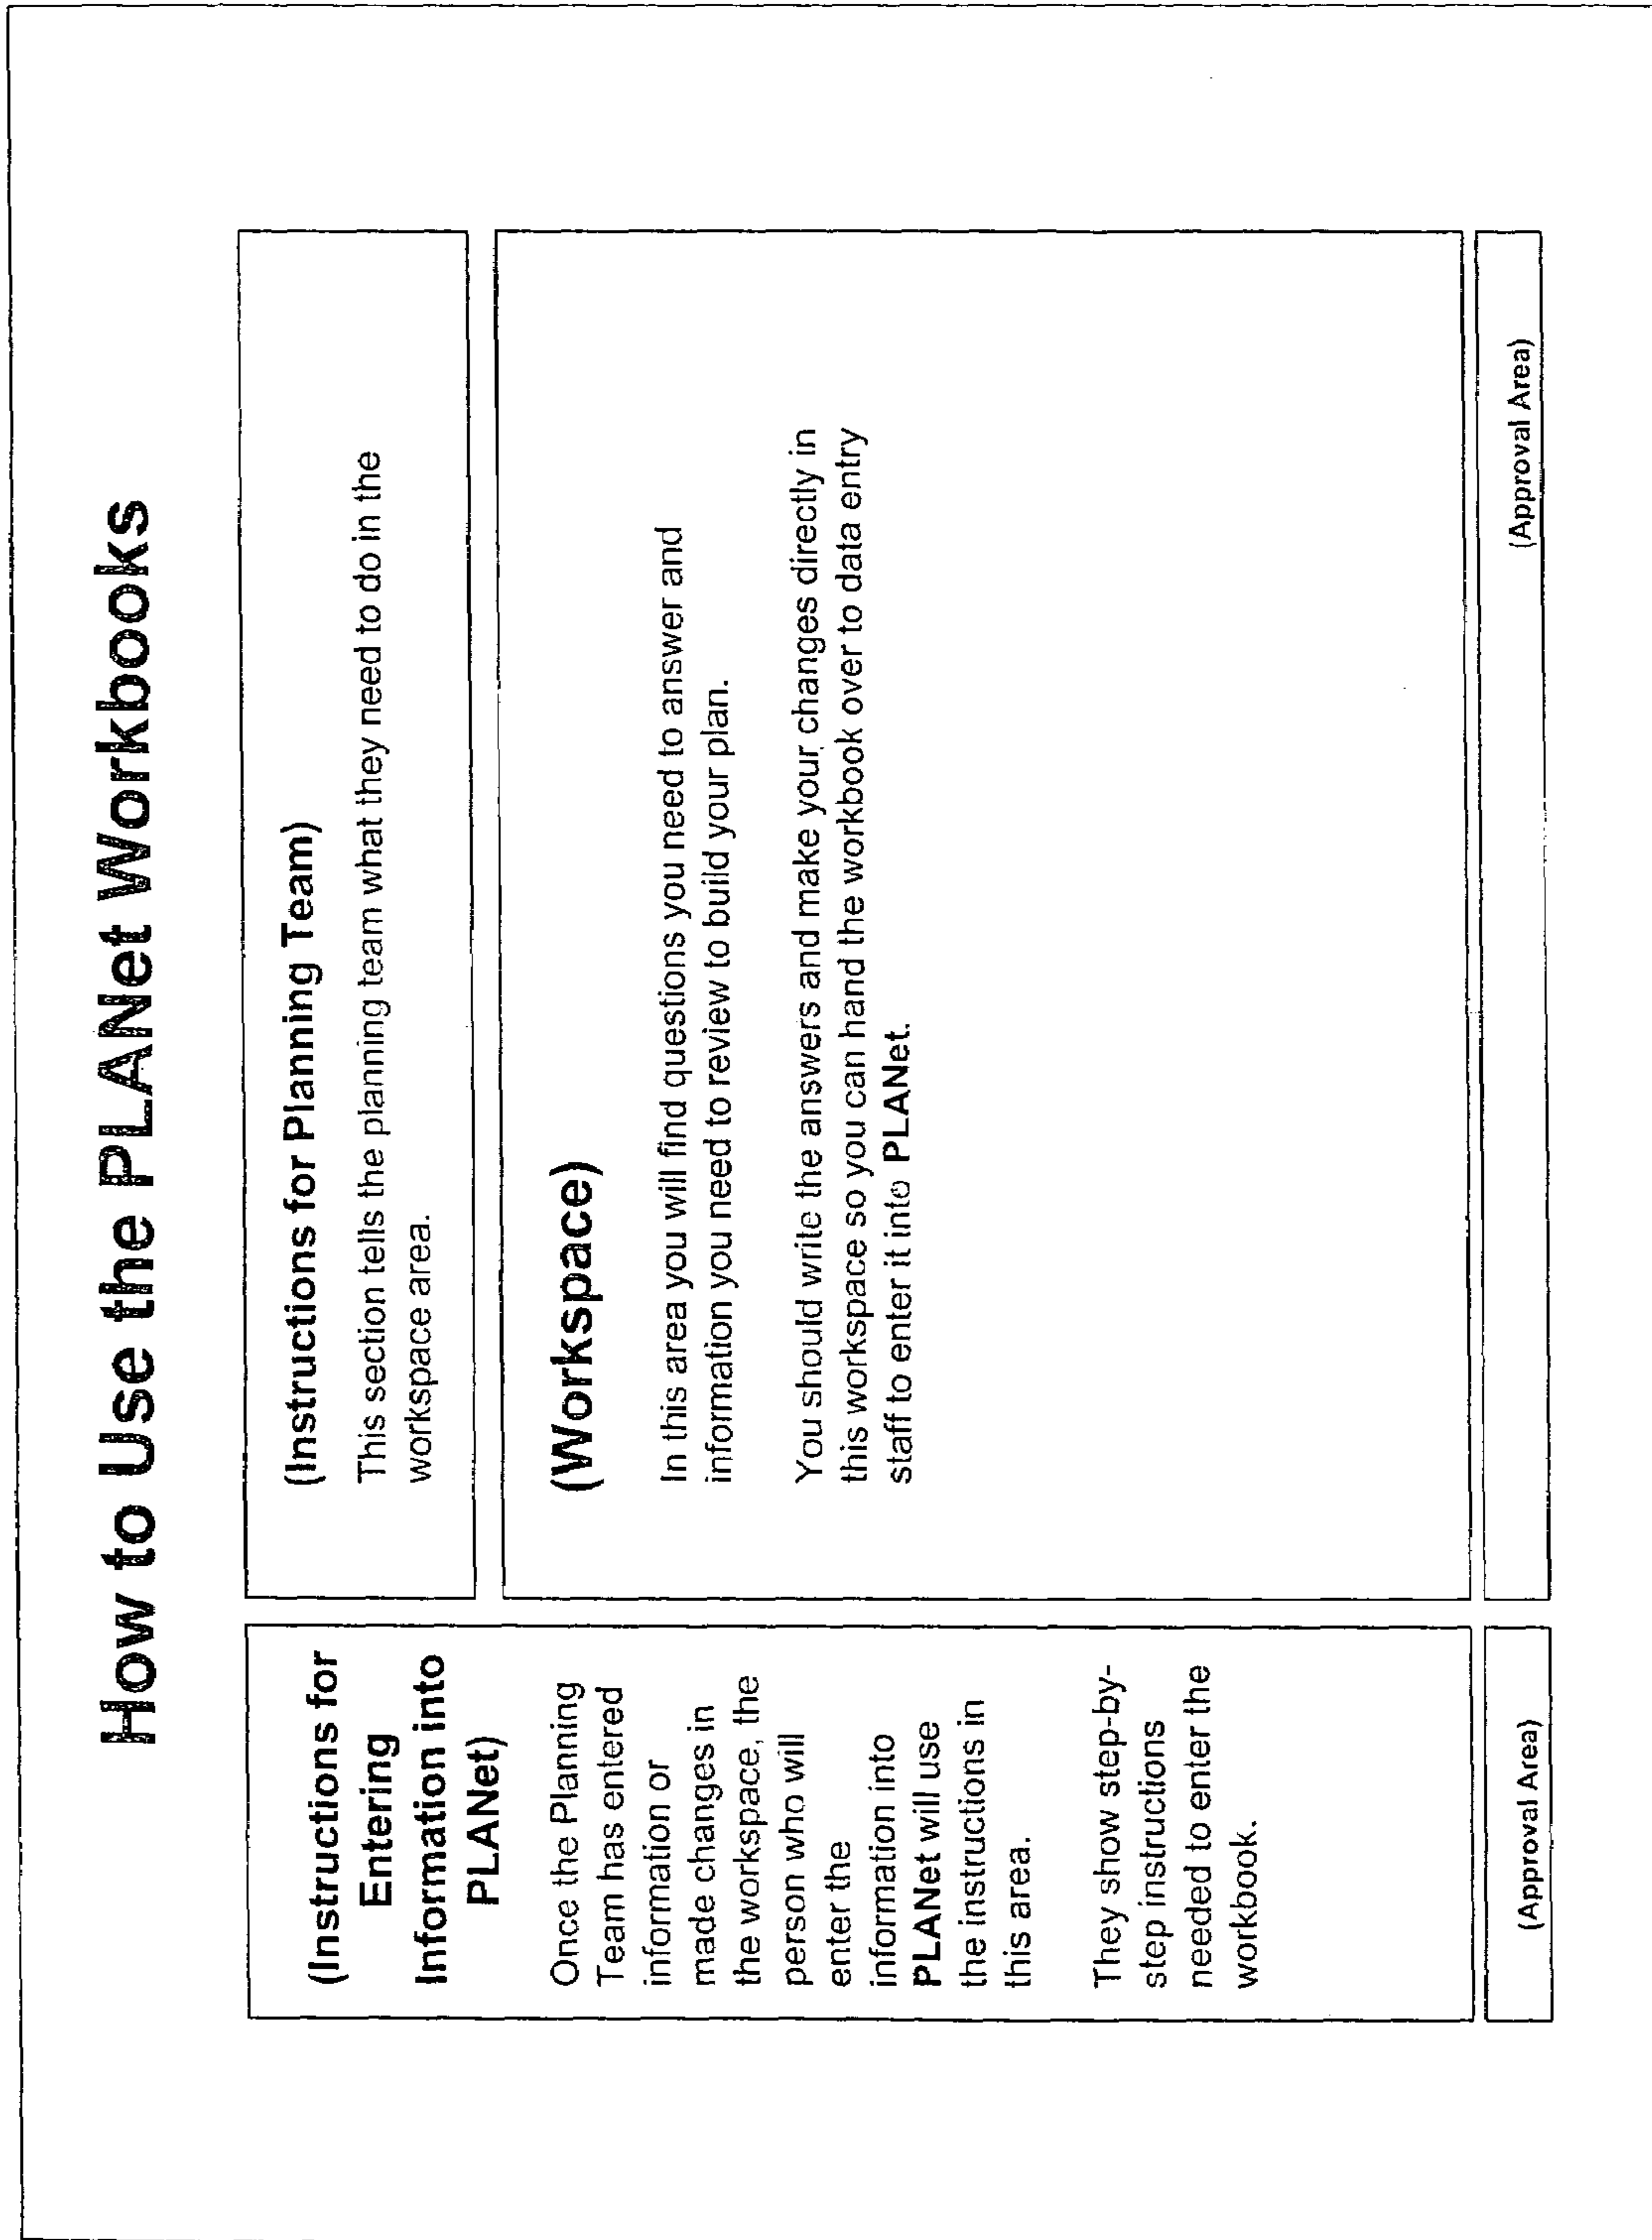 How to Use the PLANet Workbooks
(Instructions for
Entering
Information into
PLANet)
Once the Planning
Team has entered
information or
made changes in
the workspace, the
person who will
enter the
information into
PLANet will use
the instructions in
this area.
They show step-by-
step instructions
needed to enter the
workbook.
(Approval Area)
(Instructions for Planning Team)
This section tells the planning team what they need to do in the
workspace area.
(Workspace)
In this area you will find questions you need to answer and
information you need to review to build your plan.
You should write the answers and make your changes directly in
this workspace so you can hand the workbook over to data entry
staff to enter it into PLANet.
(Approval Area)